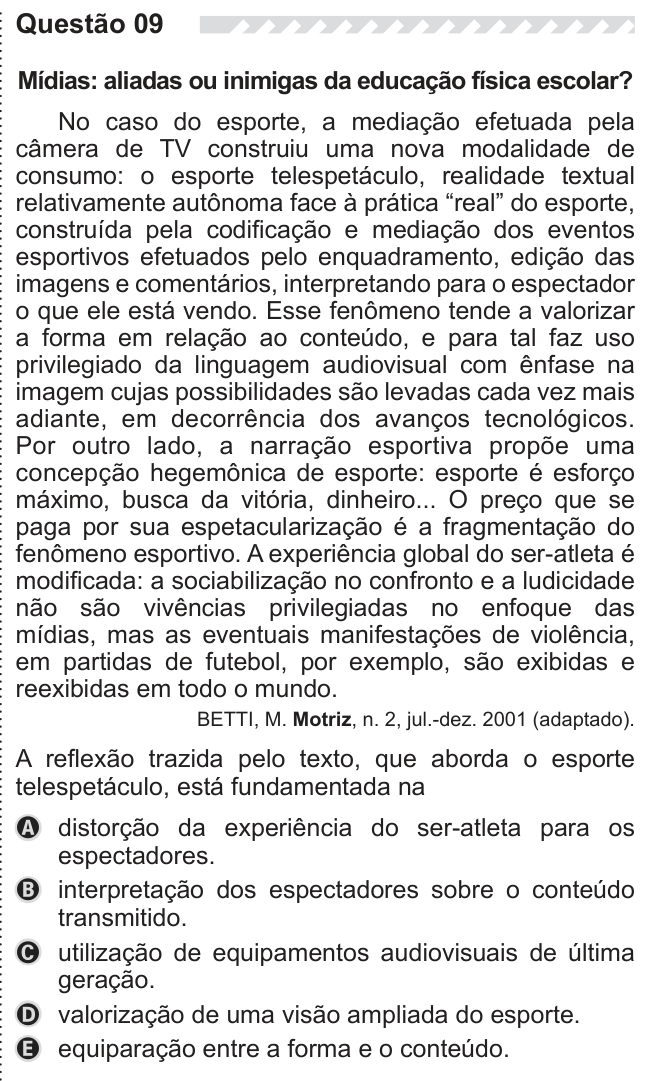 Questão 09
Mídias: aliadas ou inimigas da educação física escolar?
No caso do esporte, a mediação efetuada pela
câmera de TV construiu uma nova modalidade de
consumo: o esporte telespetáculo, realidade textual
relativamente autônoma face à prática “real” do esporte,
construída pela codificação e mediação dos eventos
esportivos efetuados pelo enquadramento, edição das
imagens e comentários, interpretando para o espectador
o que ele está vendo. Esse fenômeno tende a valorizar
a forma em relação ao conteúdo, e para tal faz uso
privilegiado da linguagem audiovisual com ênfase na
imagem cujas possibilidades são levadas cada vez mais
adiante, em decorrência dos avanços tecnológicos.
Por outro lado, a narração esportiva propõe uma
concepção hegemônica de esporte: esporte é esforço
máximo, busca da vitória, dinheiro... O preço que se
paga por sua espetacularização é a fragmentação do
fenômeno esportivo. A experiência global do ser-atleta é
modificada: a sociabilização no confronto e a ludicidade
não são vivências privilegiadas no enfoque das
mídias, mas as eventuais manifestações de violência,
em partidas de futebol, por exemplo, são exibidas e
reexibidas em todo o mundo.
BETTI, M. Motriz, n. 2, jul.-dez. 2001 (adaptado).
A reflexão trazida pelo texto, que aborda o esporte
telespetáculo, está fundamentada na
A distorção da experiência do ser-atleta para os
espectadores.
B interpretação dos espectadores sobre o conteúdo
transmitido.
C utilização de equipamentos audiovisuais de última
geração.
D valorização de uma visão ampliada do esporte.
E equiparação entre a forma e o conteúdo.